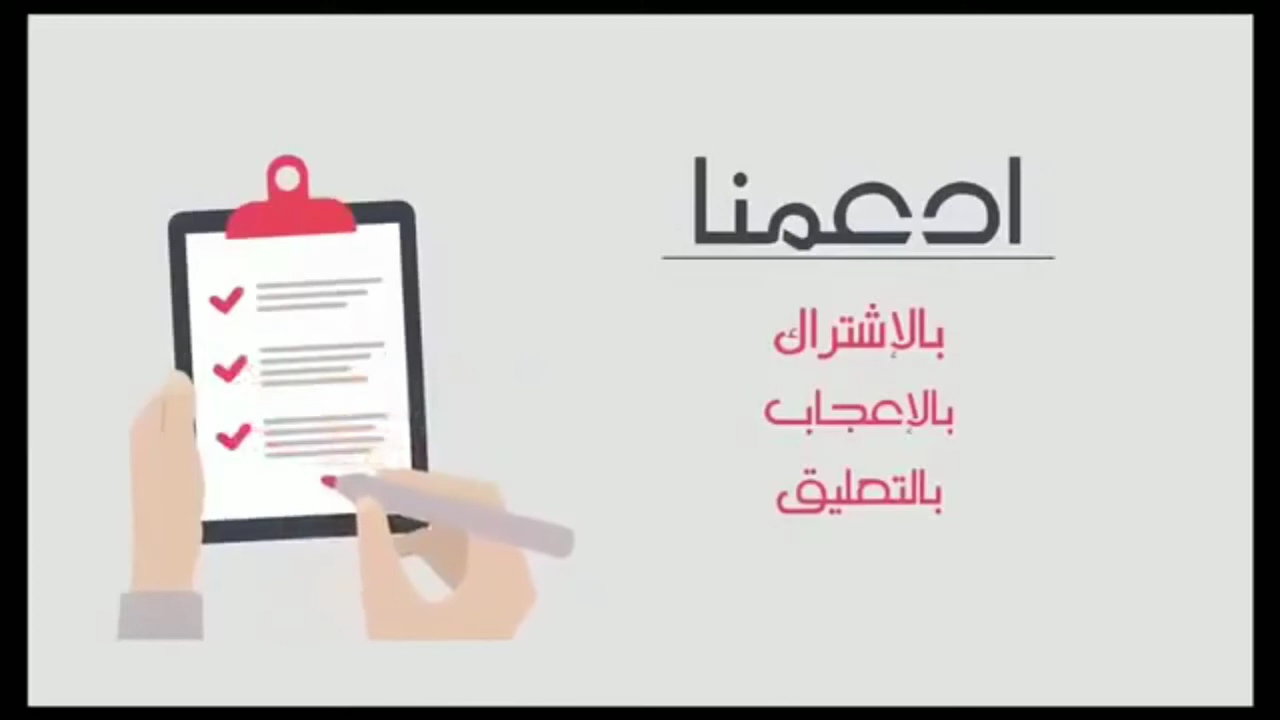 ادعمنا
بالإشتراك
بالإعجاب
بالتعليق